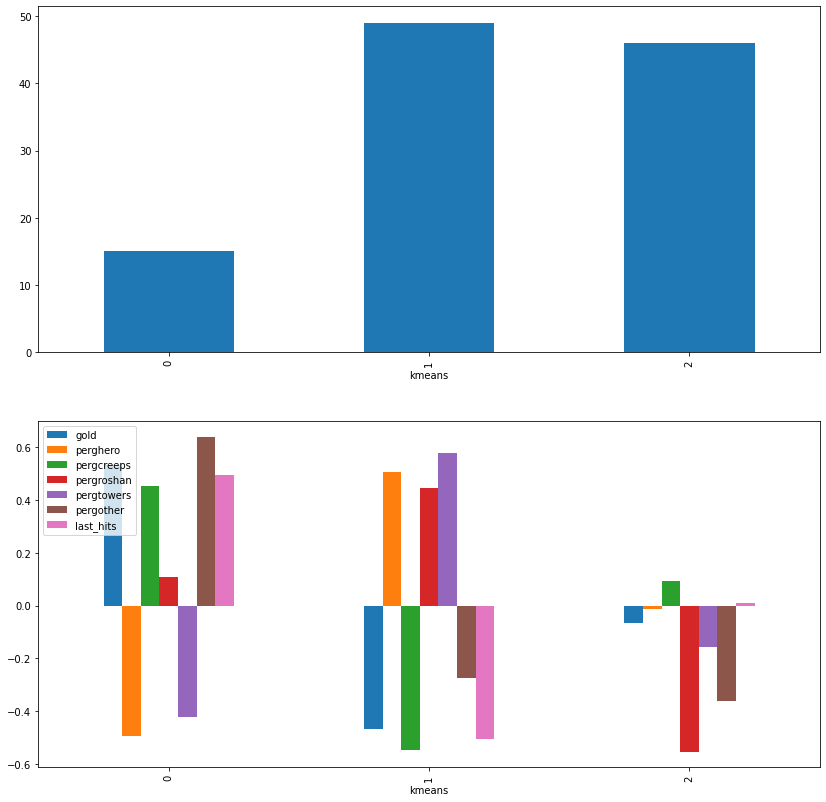 50
40
30
20
10
0
0
1
2
kmeans
gold
perghero
pergcreeps
pergroshan
pergtowers
pergother
last_hits
0.6
0.4
0.2
0.0
−0.2
−0.4
−0.6
0
1
2
kmeans